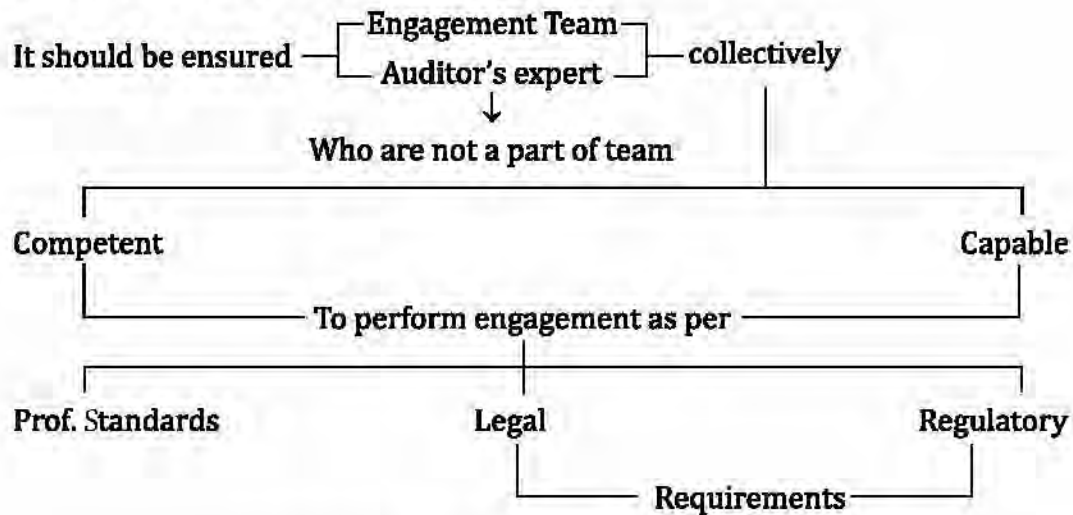 Engagement Team
It should be ensured
collectively
Auditor's expert
Who are not a part of team
Competent
Capable
To perform engagement as per
Prof. Standards
Legal
Regulatory
Requirements